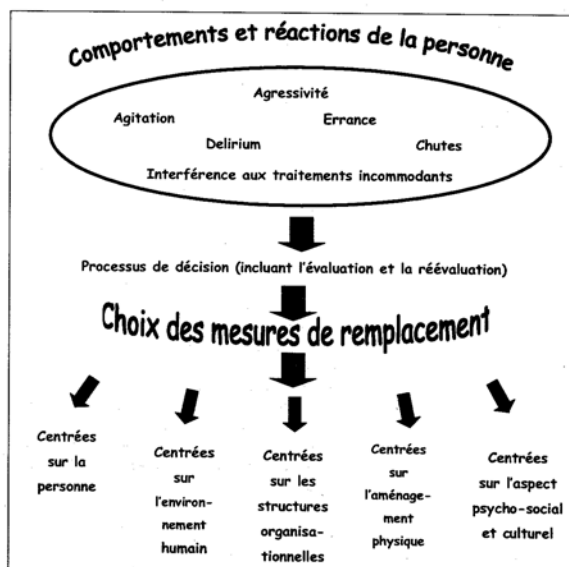 Comportements et réactions de la personne
Agressivité
Agitation Errance
Delirium Chutes
Interférence aux traitements incommodants
Processus de décision (incluant l'évaluation et la réévaluation)
Choix des mesures de remplacement
Centrées
sur la
personne
Centrées
sur
l'environ-
nement
humain
Centrées
sur les
structures
organisa-
tionnelles
Centrées
sur
l'aménage-
ment
physique
Centrées
sur l'aspect
psycho-social
et culturel